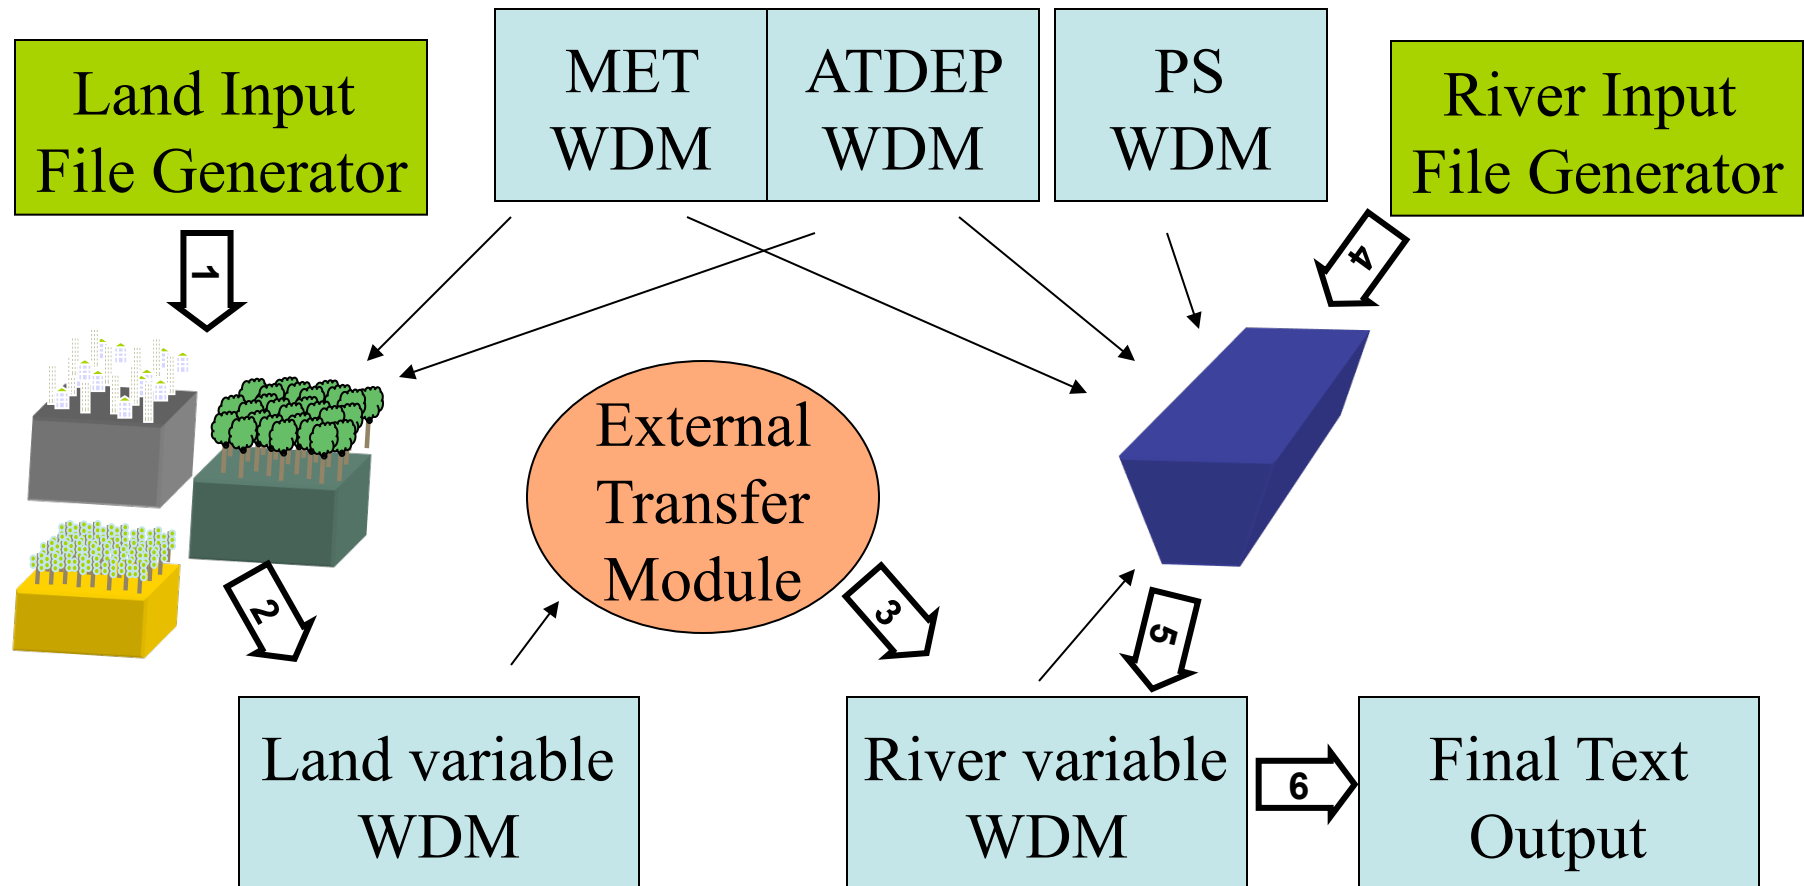 Land Input
File Generator
MET
WDM
ATDEP
WDM
PS
WDM
River Input
File Generator
1
4
External
Transfer
Module
2
3
5
Land variable
WDM
River variable
WDM
6
Final Text
Output